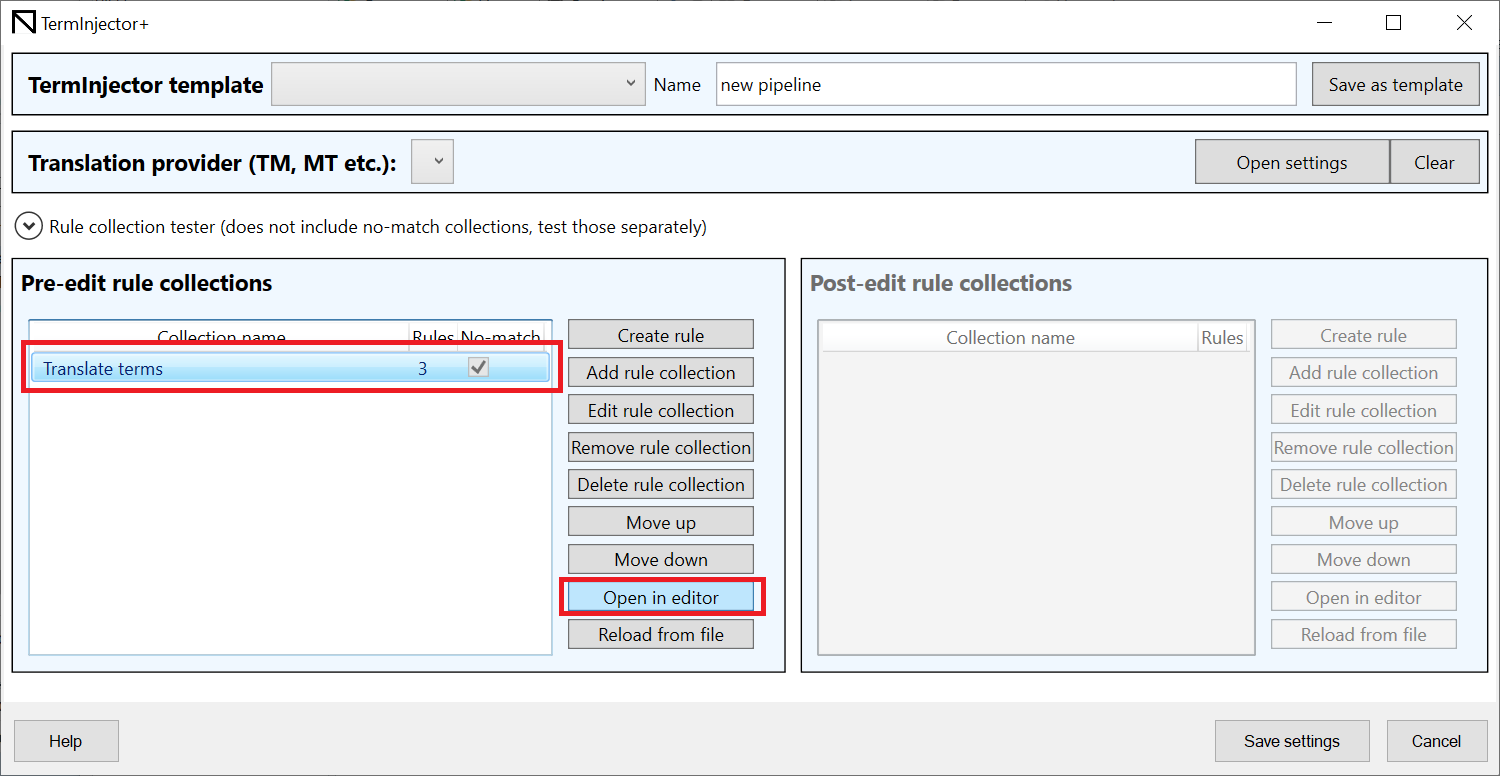 TermInjector+
TermInjector template Name new pipeline Save as template
Translation provider (TM, MT etc.): Open settings Clear
Rule collection tester (does not include no-match collections, test those separately)
Pre-edit rule collections
Collection name Rules No-match
Translate terms 3
Create rule
Add rule collection
Edit rule collection
Remove rule collection
Delete rule collection
Move up
Move down
Open in editor
Reload from file
Post-edit rule collections
Collection name Rules
Create rule
Add rule collection
Edit rule collection
Remove rule collection
Delete rule collection
Move up
Move down
Open in editor
Reload from file
Help Save settings Cancel